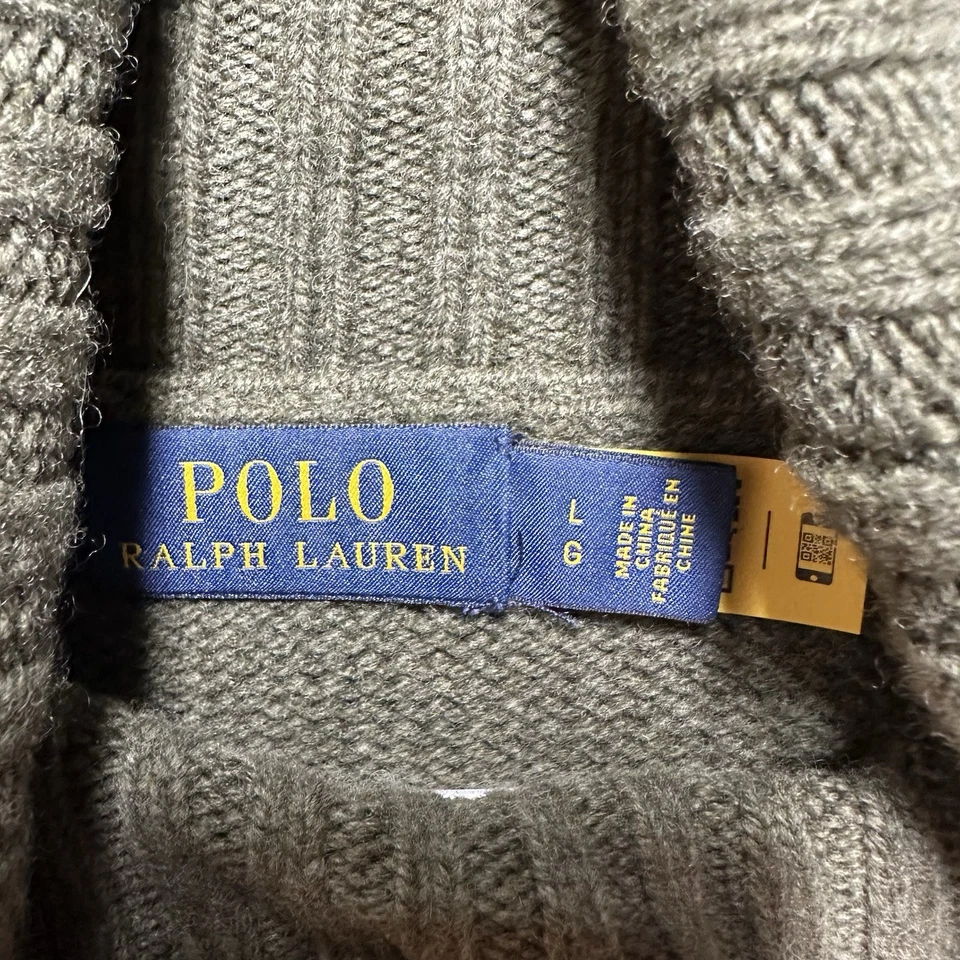 POLO
RALPH LAUREN
L
G
MADE IN
CHINA
FABRIQUÉ EN
CHINE